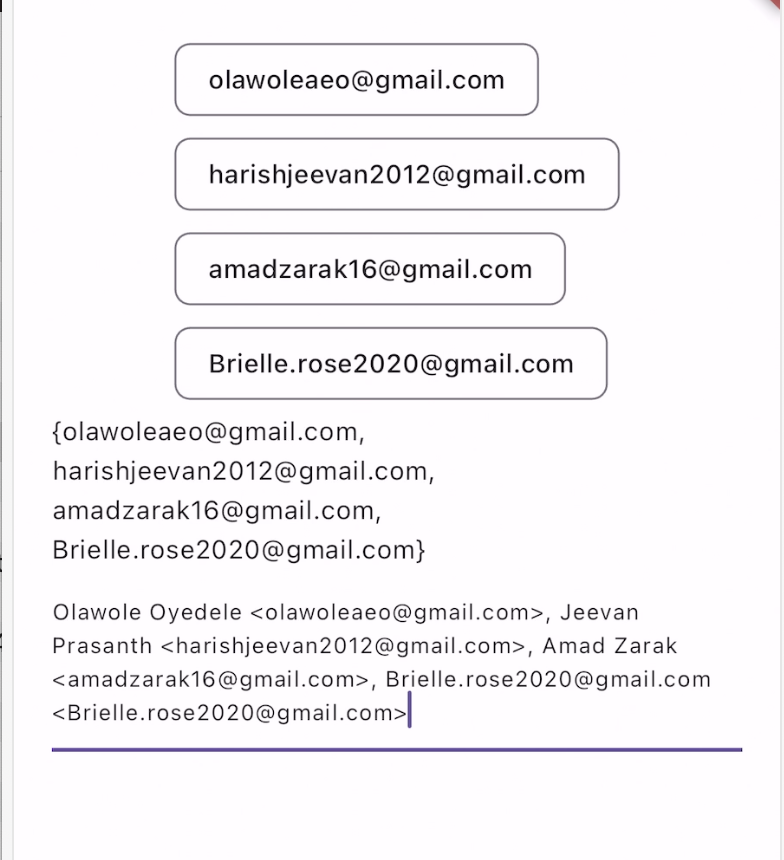 olawoleaeo@gmail.com
harishjeevan2012@gmail.com
amadzarak16@gmail.com
Brielle.rose2020@gmail.com
{olawoleaeo@gmail.com,
harishjeevan2012@gmail.com,
amadzarak16@gmail.com,
Brielle.rose2020@gmail.com}
Olawole Oyedele <olawoleaeo@gmail.com>, Jeevan
Prasanth <harishjeevan2012@gmail.com>, Amad Zarak
<amadzarak16@gmail.com>, Brielle.rose2020@gmail.com
<Brielle.rose2020@gmail.com>